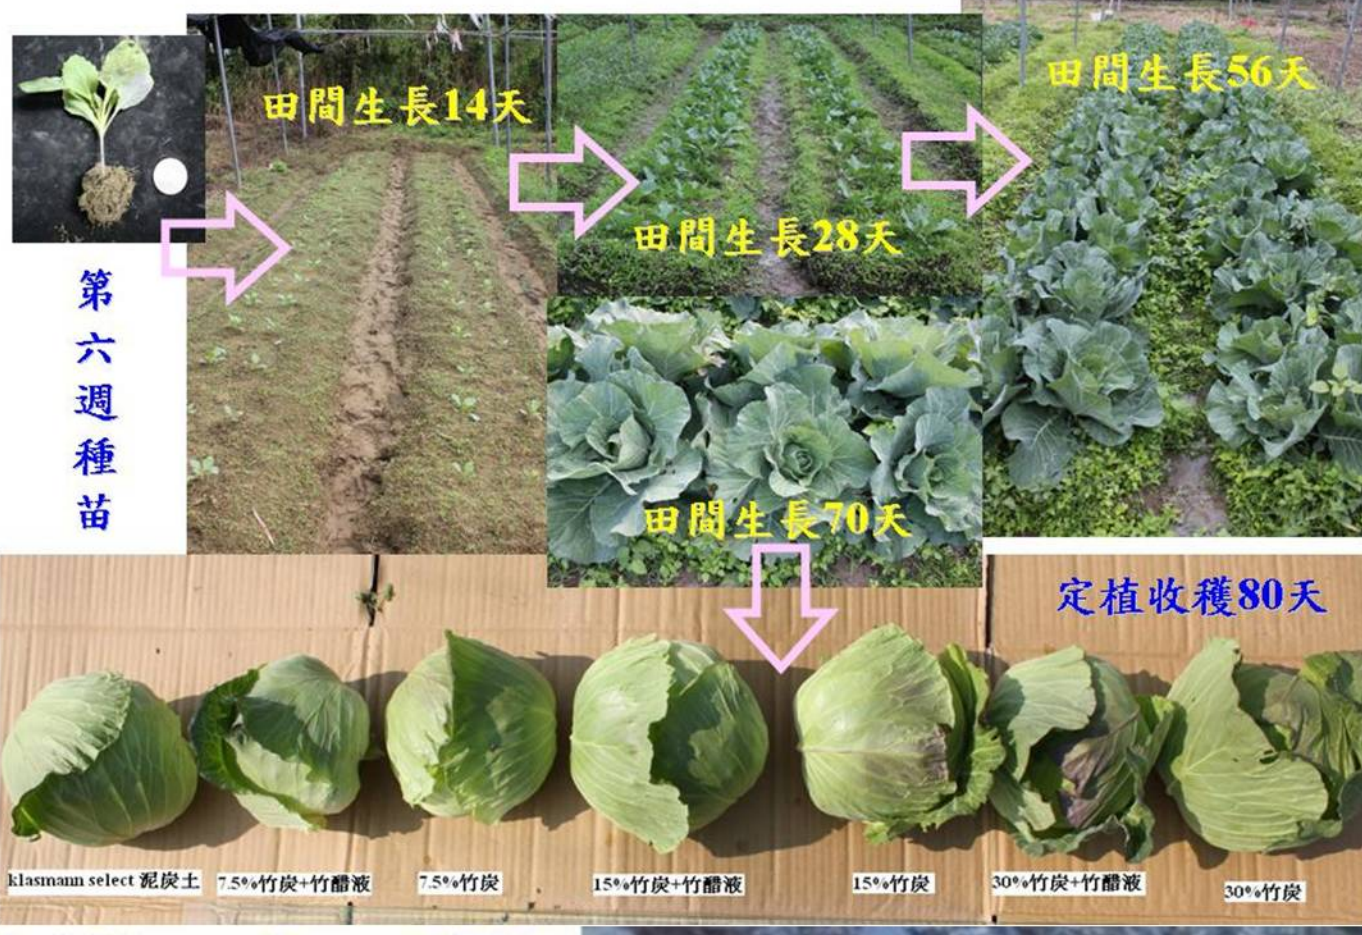 第六週種苗
田間生長14天
田間生長28天
田間生長56天
田間生長70天
定植收穫80天
klasmann select 泥炭土
7.5%竹炭+竹醋液
7.5%竹炭
15%竹炭+竹醋液
15%竹炭
30%竹炭+竹醋液
30%竹炭